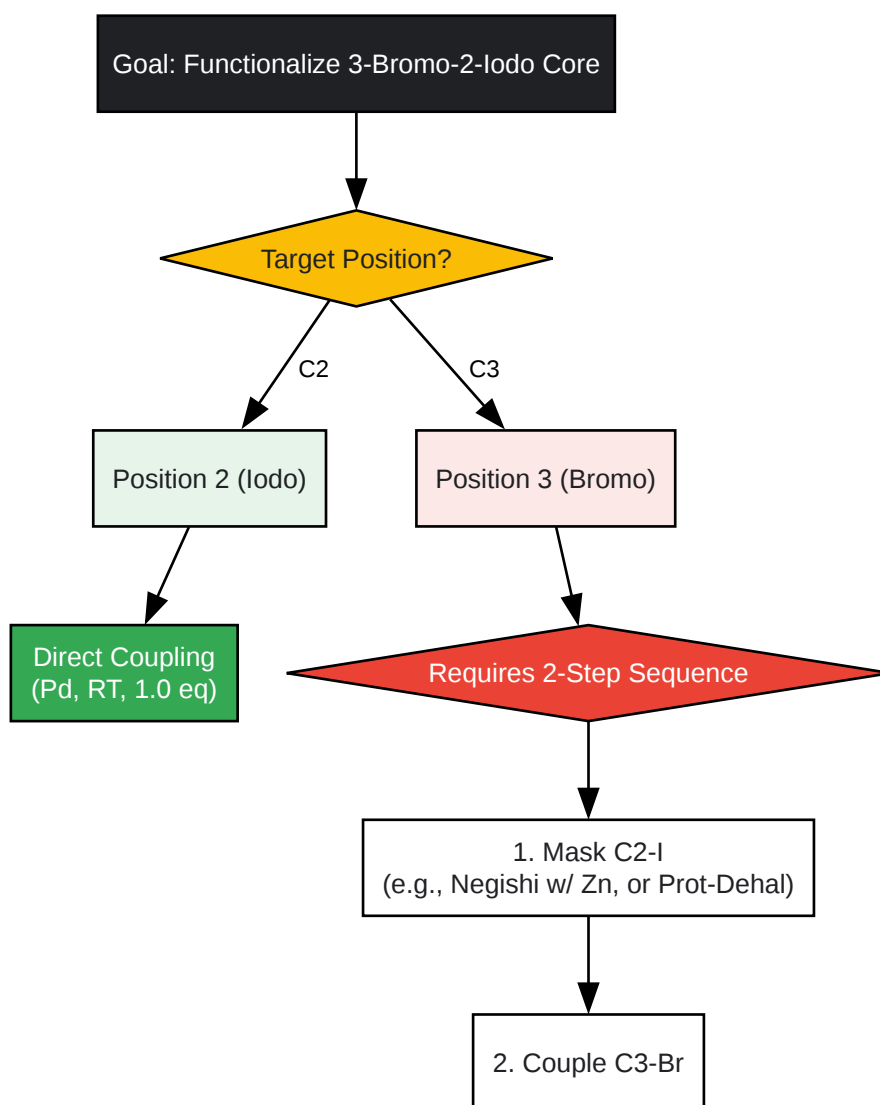 Goal: Functionalize 3-Bromo-2-Iodo Core
Target Position?
C2
C3
Position 2 (Iodo)
Position 3 (Bromo)
Direct Coupling
(Pd, RT, 1.0 eq)
Requires 2-Step Sequence
1. Mask C2-I
(e.g., Negishi w/ Zn, or Prot-Dehal)
2. Couple C3-Br